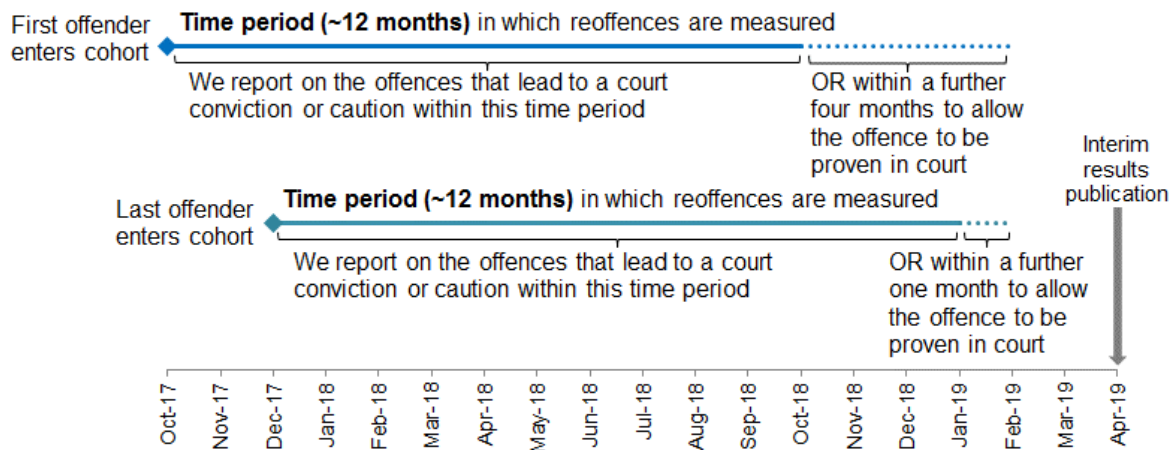 First offender
enters cohort
Time period (~12 months) in which reoffences are measured
We report on the offences that lead to a court
conviction or caution within this time period
OR within a further
four months to allow
the offence to be
proven in court
Interim
results
publication
Last offender
enters cohort
Time period (~12 months) in which reoffences are measured
We report on the offences that lead to a court
conviction or caution within this time period
OR within a further
one month to allow
the offence to be
proven in court
Oct-17
Nov-17
Dec-17
Jan-18
Feb-18
Mar-18
Apr-18
May-18
Jun-18
Jul-18
Aug-18
Sep-18
Oct-18
Nov-18
Dec-18
Jan-19
Feb-19
Mar-19
Apr-19